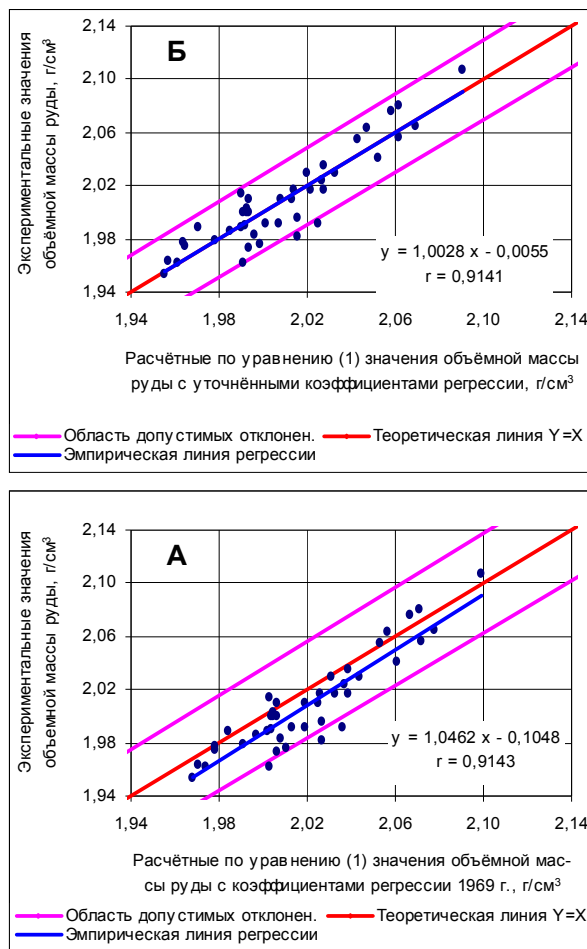 Экспериментальные значения
объёмной массы руды, г/см³
2,14
2,10
2,06
2,02
1,98
1,94
Б
y = 1,0028 x - 0,0055
r = 0,9141
1,94 1,98 2,02 2,06 2,10 2,14
Расчётные по уравнению (1) значения объёмной массы
руды с уточнёнными коэффициентами регрессии, г/см³
Область допустимых отклонен. Теоретическая линия Y=X
Эмпирическая линия регрессии
Экспериментальные значения
объемной массы руды, г/см³
2,14
2,10
2,06
2,02
1,98
1,94
А
y = 1,0462 x - 0,1048
r = 0,9143
1,94 1,98 2,02 2,06 2,10 2,14
Расчётные по уравнению (1) значения объёмной мас-
сы руды с коэффициентами регрессии 1969 г., г/см³
Область допустимых отклонен. Теоретическая линия Y=X
Эмпирическая линия регрессии